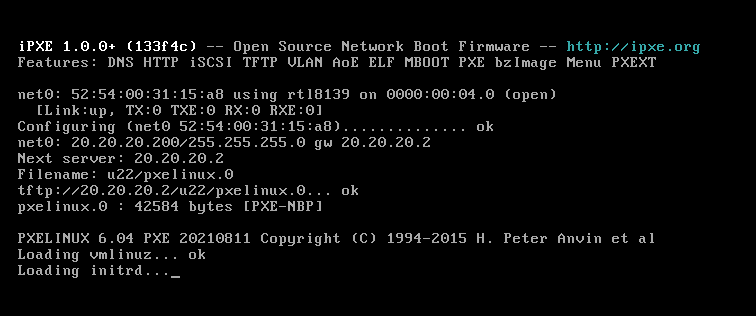 iPXE 1.0.0+ (133f4c) -- Open Source Network Boot Firmware -- http://ipxe.org
Features: DNS HTTP iSCSI TFTP VLAN AoE ELF MBOOT PXE bzImage Menu PXEXT
net0: 52:54:00:31:15:a8 using rtl8139 on 0000:00:04.0 (open)
[Link:up, TX:0 TXE:0 RX:0 RXE:0]
Configuring (net0 52:54:00:31:15:a8).............. ok
net0: 20.20.20.200/255.255.255.0 gw 20.20.20.2
Next server: 20.20.20.2
Filename: u22/pxelinux.0
tftp://20.20.20.2/u22/pxelinux.0... ok
pxelinux.0 : 42584 bytes [PXE-NBP]
PXELINUX 6.04 PXE 20210811 Copyright (C) 1994-2015 H. Peter Anvin et al
Loading vmlinuz... ok
Loading initrd..._